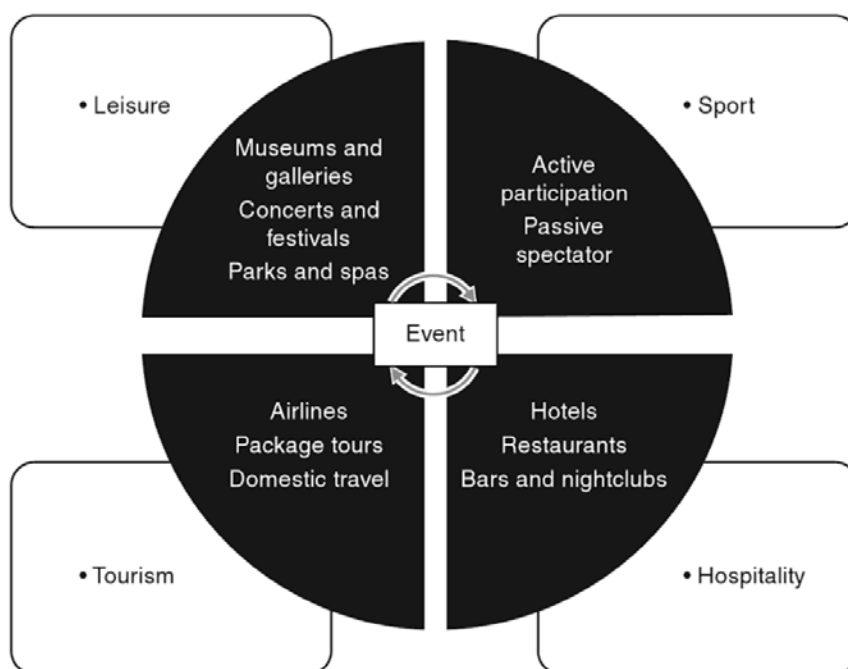 • Leisure
Museums and
galleries
Concerts and
festivals
Parks and spas
• Sport
Active
participation
Passive
spectator
Event
Airlines
Package tours
Domestic travel
• Tourism
Hotels
Restaurants
Bars and nightclubs
• Hospitality